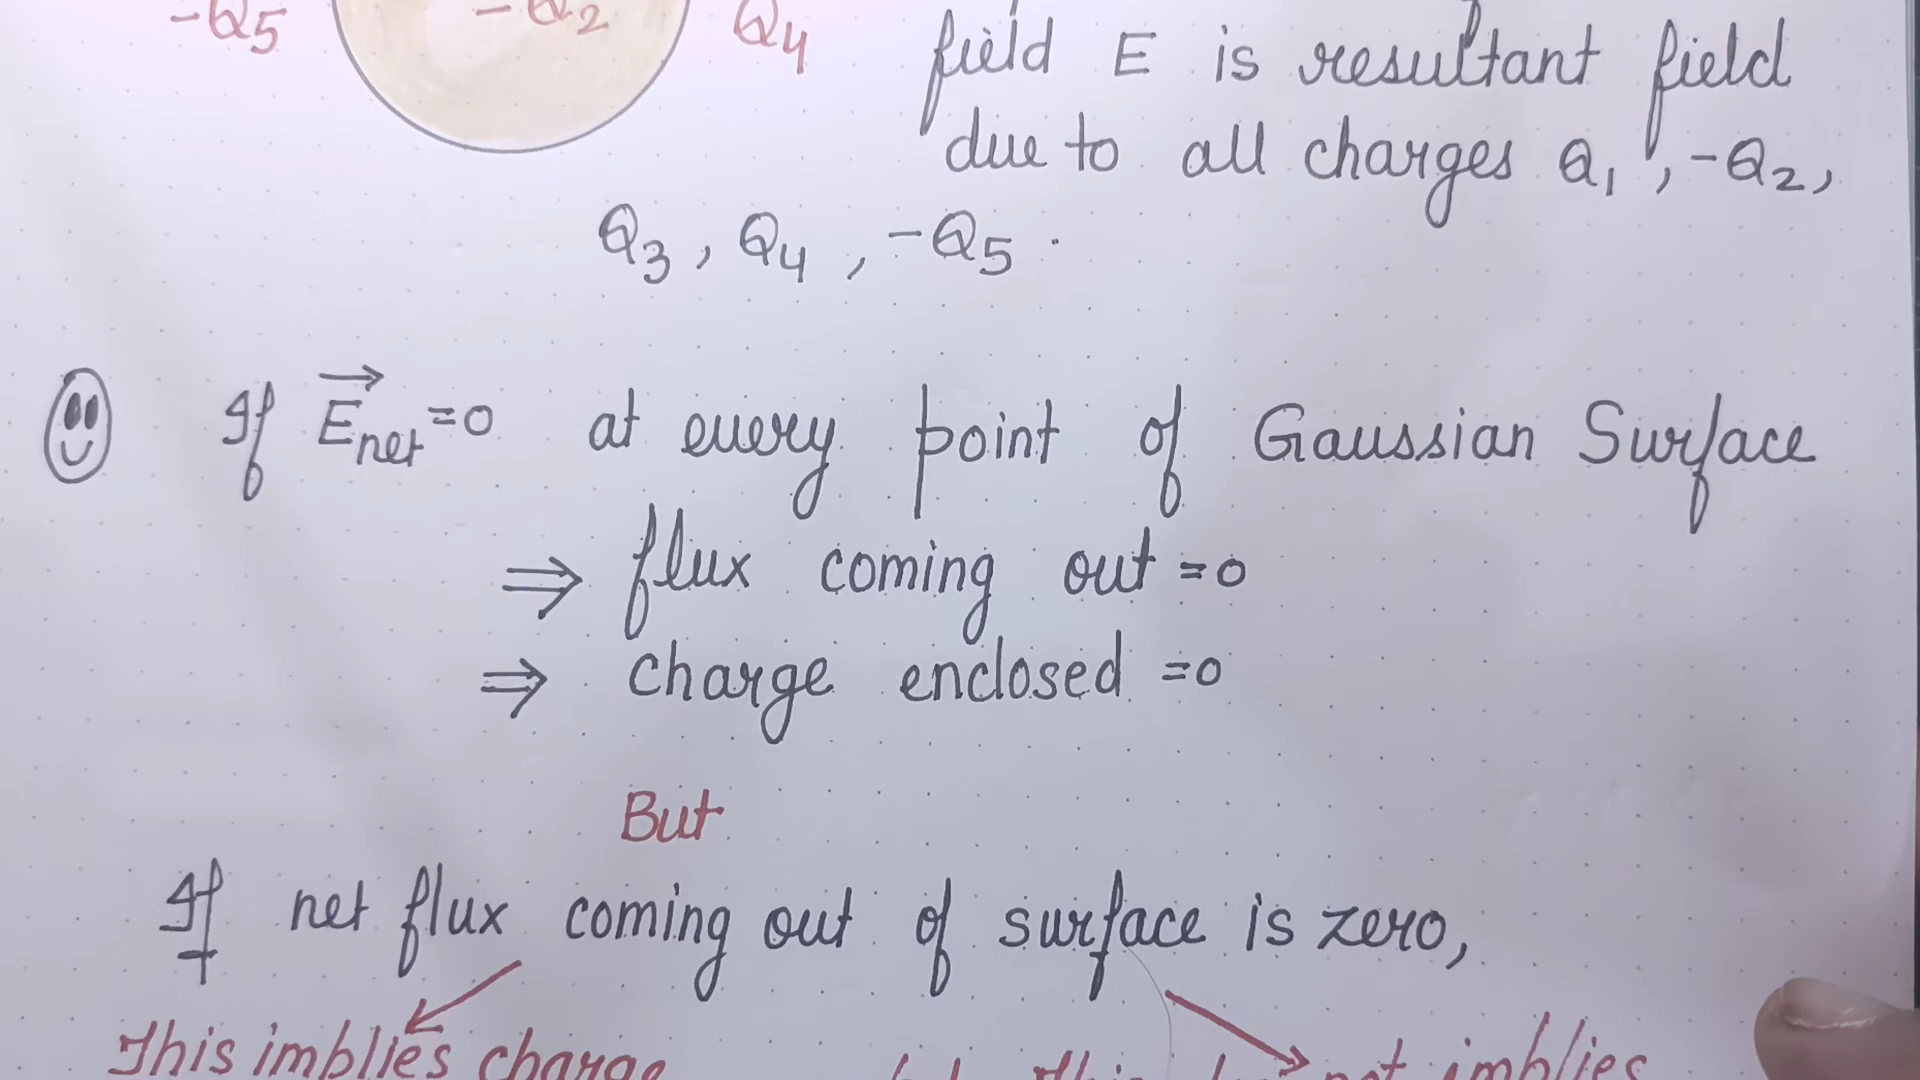 -Q5 -Q2 Q4
field E is resultant field
due to all charges Q1, -Q2,
Q3, Q4, -Q5.
If E⃗net=0 at every point of Gaussian Surface
⇒ flux coming out=0
⇒ charge enclosed=0
But
If net flux coming out of surface is zero,
This implies charge
not implies